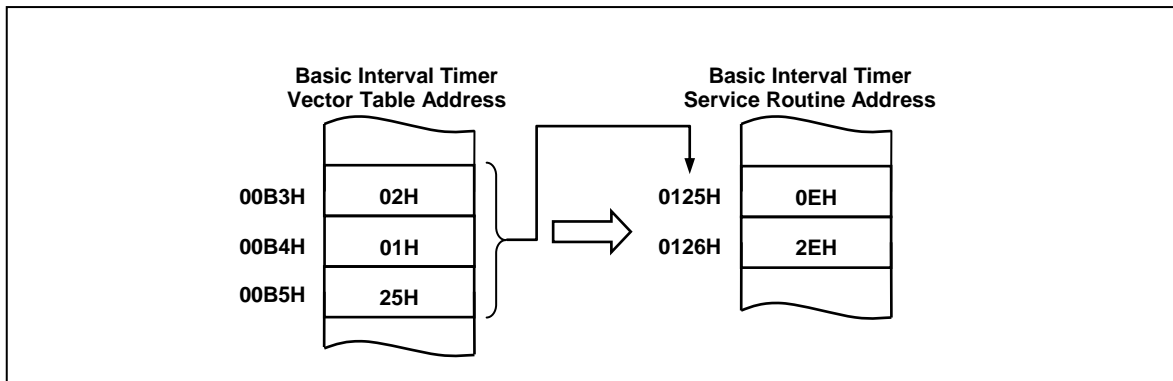 Basic Interval Timer
Vector Table Address
Basic Interval Timer
Service Routine Address
00B3H 02H
00B4H 01H
00B5H 25H
0125H 0EH
0126H 2EH